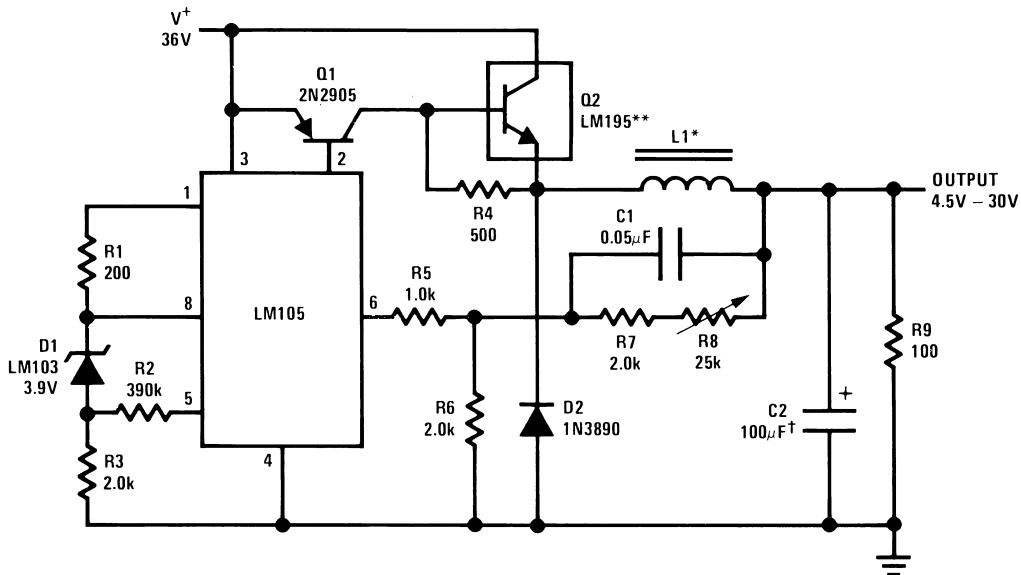 V+
36V
Q1
2N2905
Q2
LM195**
L1*
OUTPUT
4.5V – 30V
3
2
1
R1
200
R4
500
C1
0.05μF
8
LM105
6
R5
1.0k
R7
2.0k
R8
25k
R9
100
D1
LM103
3.9V
R2
390k
5
R6
2.0k
D2
1N3890
+
C2
100μF†
R3
2.0k
4